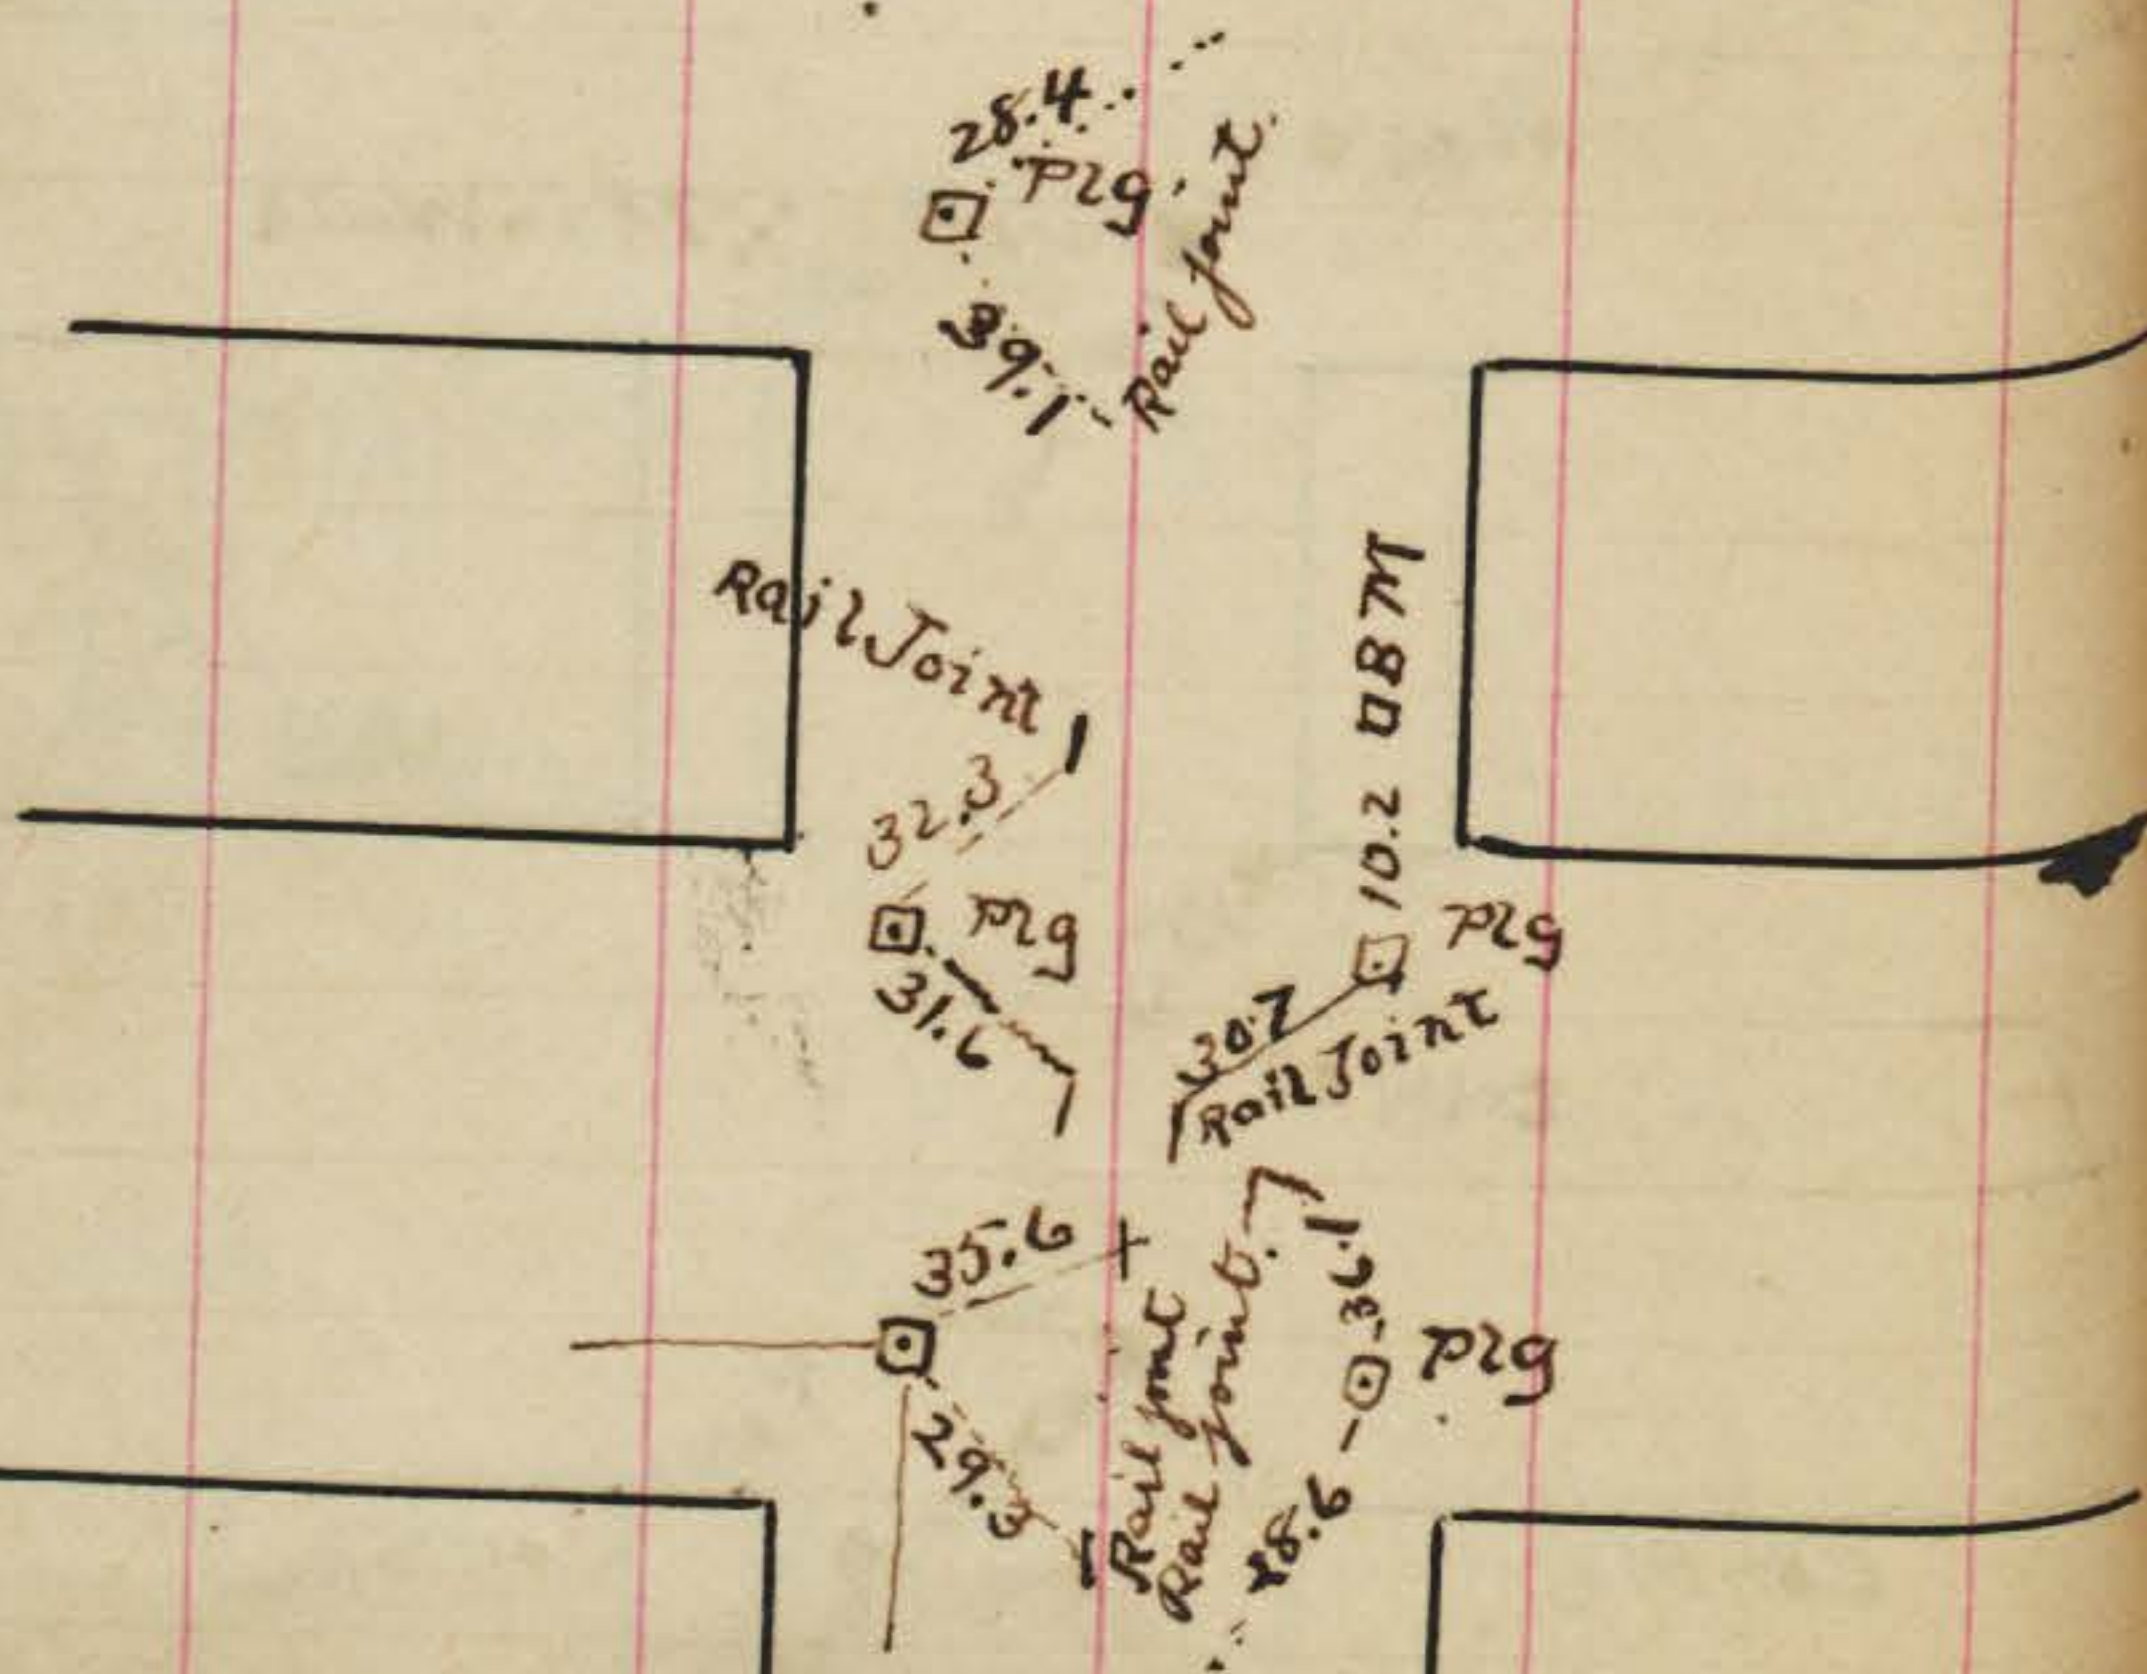 28.4
Plg
Rail joint.
39.1
Rail Joint
□BM
10.2
32.3
Plg
Plg
31.6
30.7
Rail Joint
35.6
36.1
Rail joint
Rail joint.
Plg
29.3
28.6